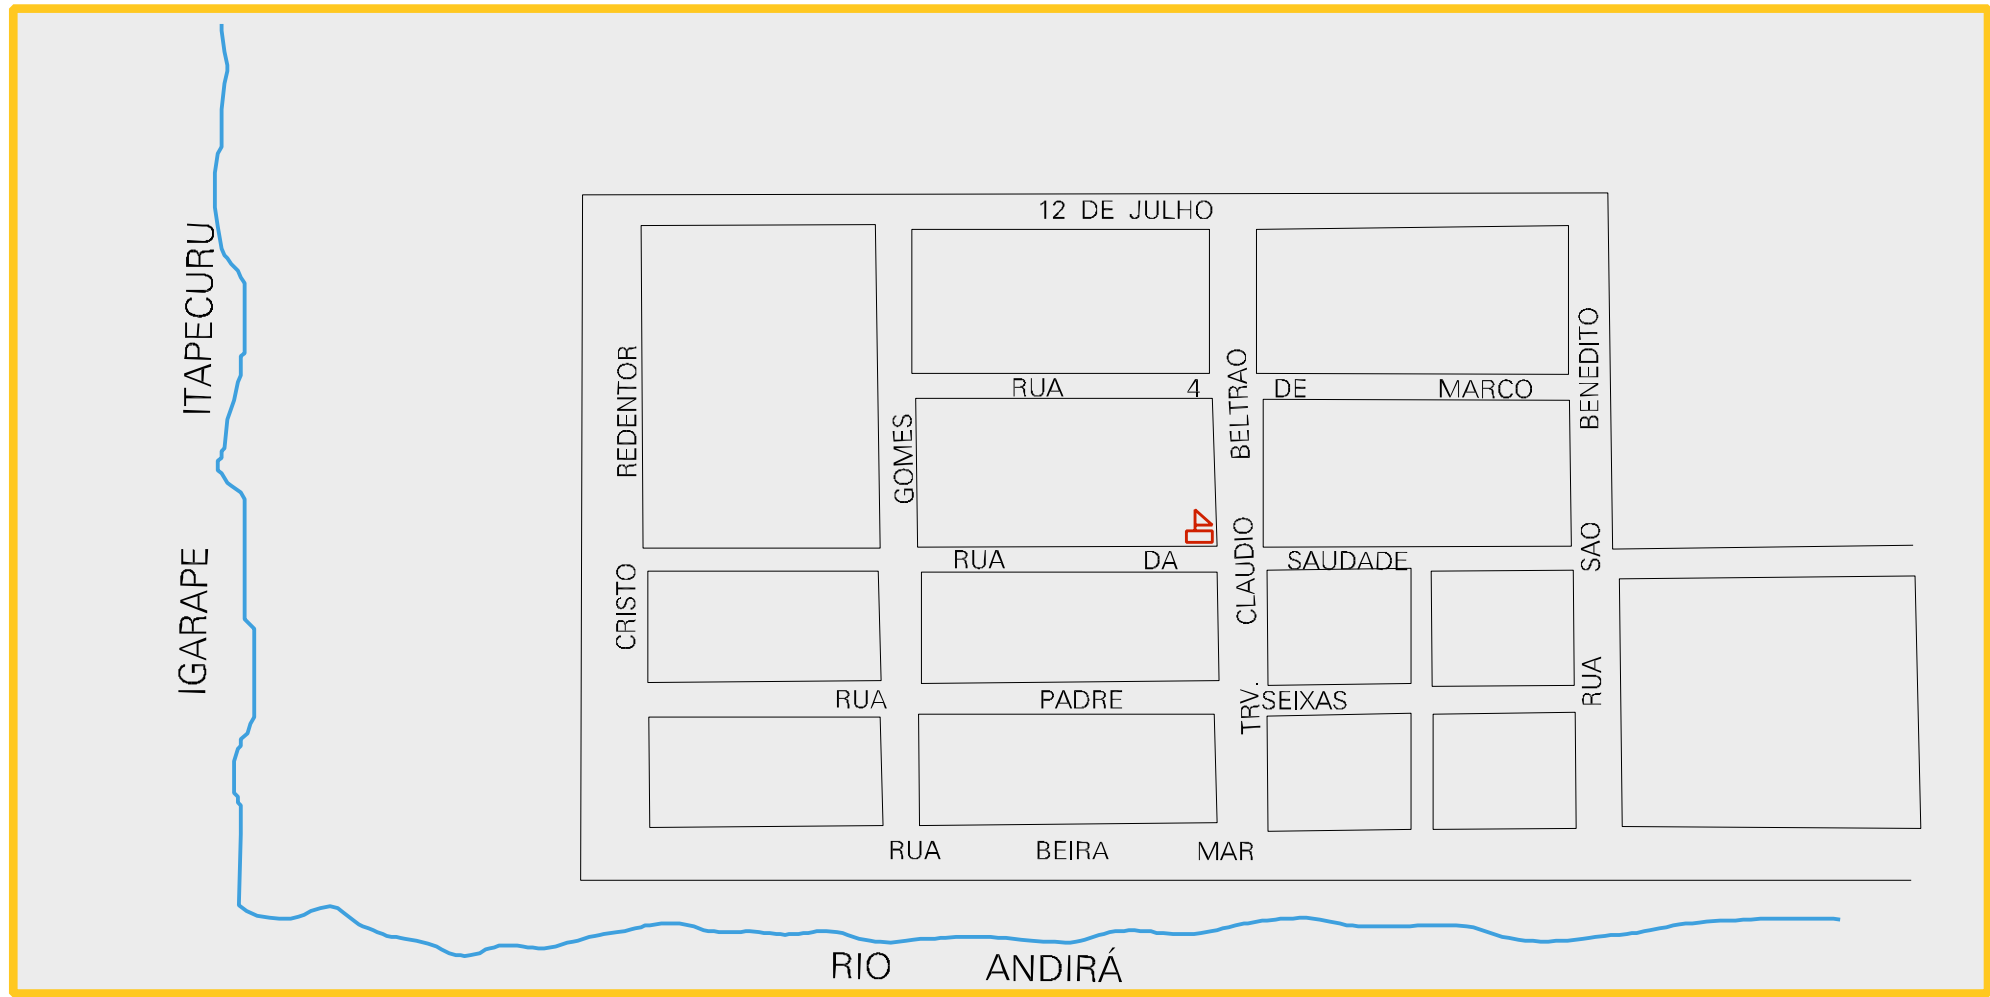 12 DE JULHO
RUA 4 DE MARCO
RUA DA SAUDADE
RUA PADRE SEIXAS
RUA BEIRA MAR
RIO ANDIRÁ
IGARAPE ITAPECURU
CRISTO REDENTOR
GOMES
TRV. CLAUDIO BELTRAO
RUA SAO BENEDITO